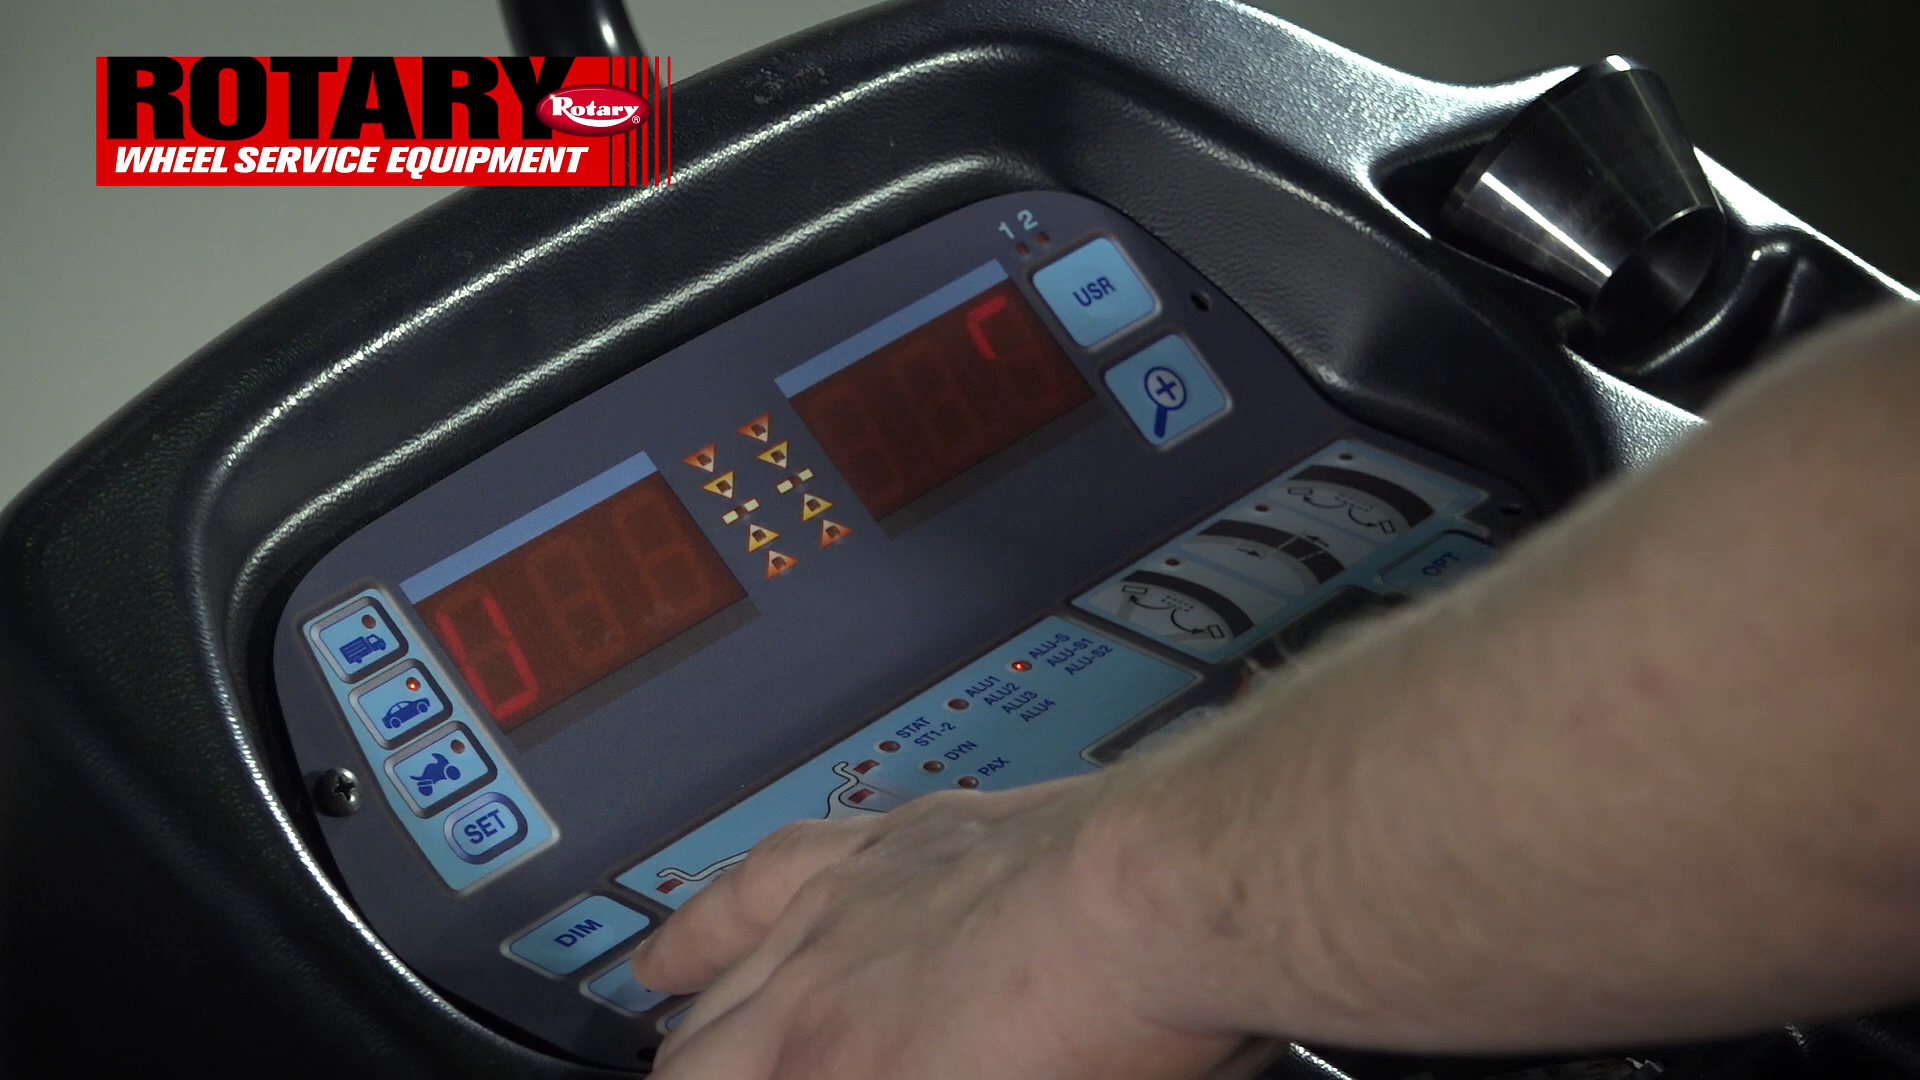 ROTARY
Rotary®
WHEEL SERVICE EQUIPMENT
1 2
USR
OPT
ALU-S
ALU-S1
ALU-S2
ALU1
ALU2
ALU3
ALU4
STAT
ST1-2
DYN
PAX
SET
DIM